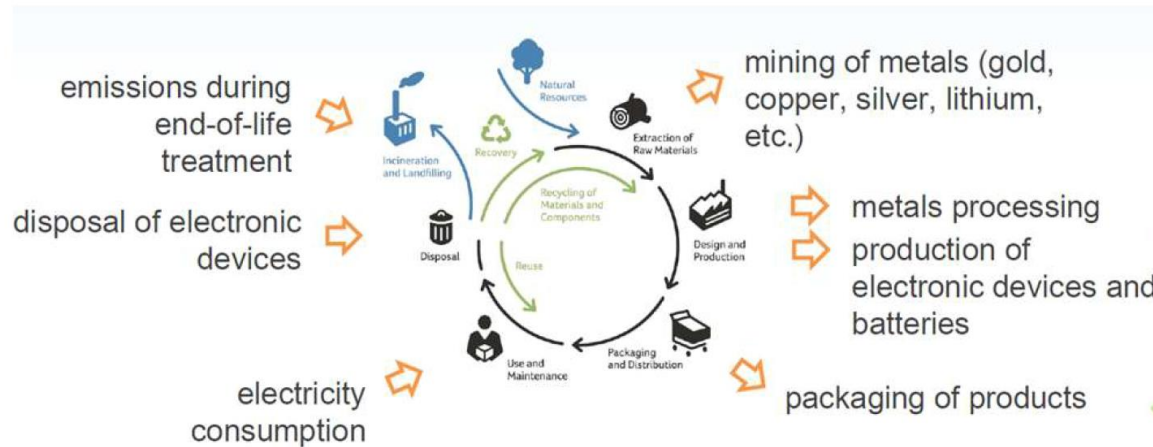 emissions during
end-of-life
treatment
Incineration
and Landfilling
Recovery
Natural
Resources
Extraction of
Raw Materials
mining of metals (gold,
copper, silver, lithium,
etc.)
Recycling of
Materials and
Components
disposal of electronic
devices
Disposal
Reuse
Design and
Production
metals processing
production of
electronic devices and
batteries
Use and
Maintenance
Packaging
and Distribution
electricity
consumption
packaging of products